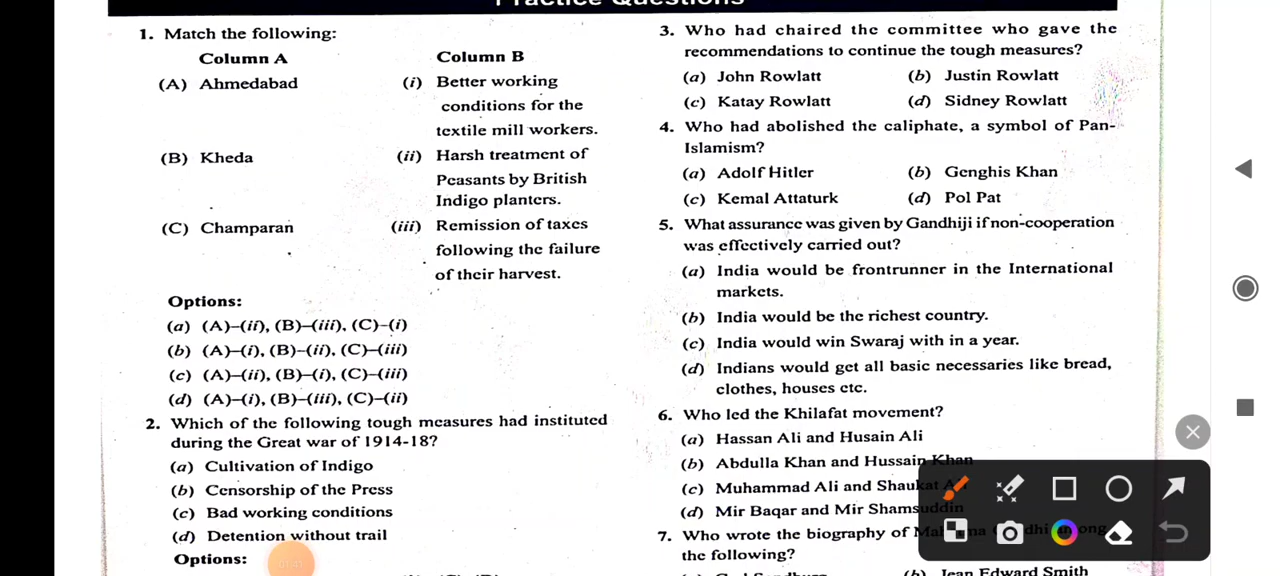 Practice Questions
1. Match the following:
Column A
Column B
(A) Ahmedabad
(i) Better working
conditions for the
textile mill workers.
(B) Kheda
(ii) Harsh treatment of
Peasants by British
Indigo planters.
(C) Champaran
(iii) Remission of taxes
following the failure
of their harvest.
Options:
(a) (A)–(ii), (B)–(iii), (C)–(i)
(b) (A)–(i), (B)–(ii), (C)–(iii)
(c) (A)–(ii), (B)–(i), (C)–(iii)
(d) (A)–(i), (B)–(iii), (C)–(ii)
2. Which of the following tough measures had instituted
during the Great war of 1914-18?
(a) Cultivation of Indigo
(b) Censorship of the Press
(c) Bad working conditions
(d) Detention without trail
Options:
3. Who had chaired the committee who gave the
recommendations to continue the tough measures?
(a) John Rowlatt (b) Justin Rowlatt
(c) Katay Rowlatt (d) Sidney Rowlatt
4. Who had abolished the caliphate, a symbol of Pan-
Islamism?
(a) Adolf Hitler (b) Genghis Khan
(c) Kemal Attaturk (d) Pol Pat
5. What assurance was given by Gandhiji if non-cooperation
was effectively carried out?
(a) India would be frontrunner in the International
markets.
(b) India would be the richest country.
(c) India would win Swaraj with in a year.
(d) Indians would get all basic necessaries like bread,
clothes, houses etc.
6. Who led the Khilafat movement?
(a) Hassan Ali and Husain Ali
(b) Abdulla Khan and Hussain Khan
(c) Muhammad Ali and Shaukat
(d) Mir Baqar and Mir Shamsuddin
7. Who wrote the biography of
the following?
(b) Jean Edward Smith